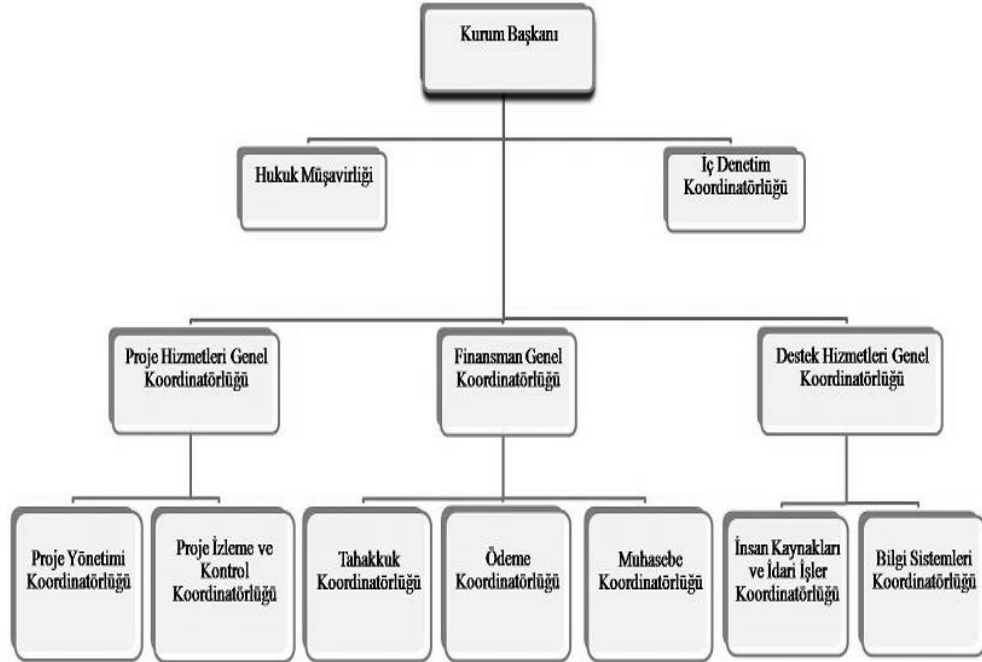 Kurum Başkanı
Hukuk Müşavirliği
İç Denetim
Koordinatörlüğü
Proje Hizmetleri Genel
Koordinatörlüğü
Finansman Genel
Koordinatörlüğü
Destek Hizmetleri Genel
Koordinatörlüğü
Proje Yönetimi
Koordinatörlüğü
Proje İzleme ve
Kontrol
Koordinatörlüğü
Tahakkuk
Koordinatörlüğü
Ödeme
Koordinatörlüğü
Muhasebe
Koordinatörlüğü
İnsan Kaynakları
ve İdari İşler
Koordinatörlüğü
Bilgi Sistemleri
Koordinatörlüğü